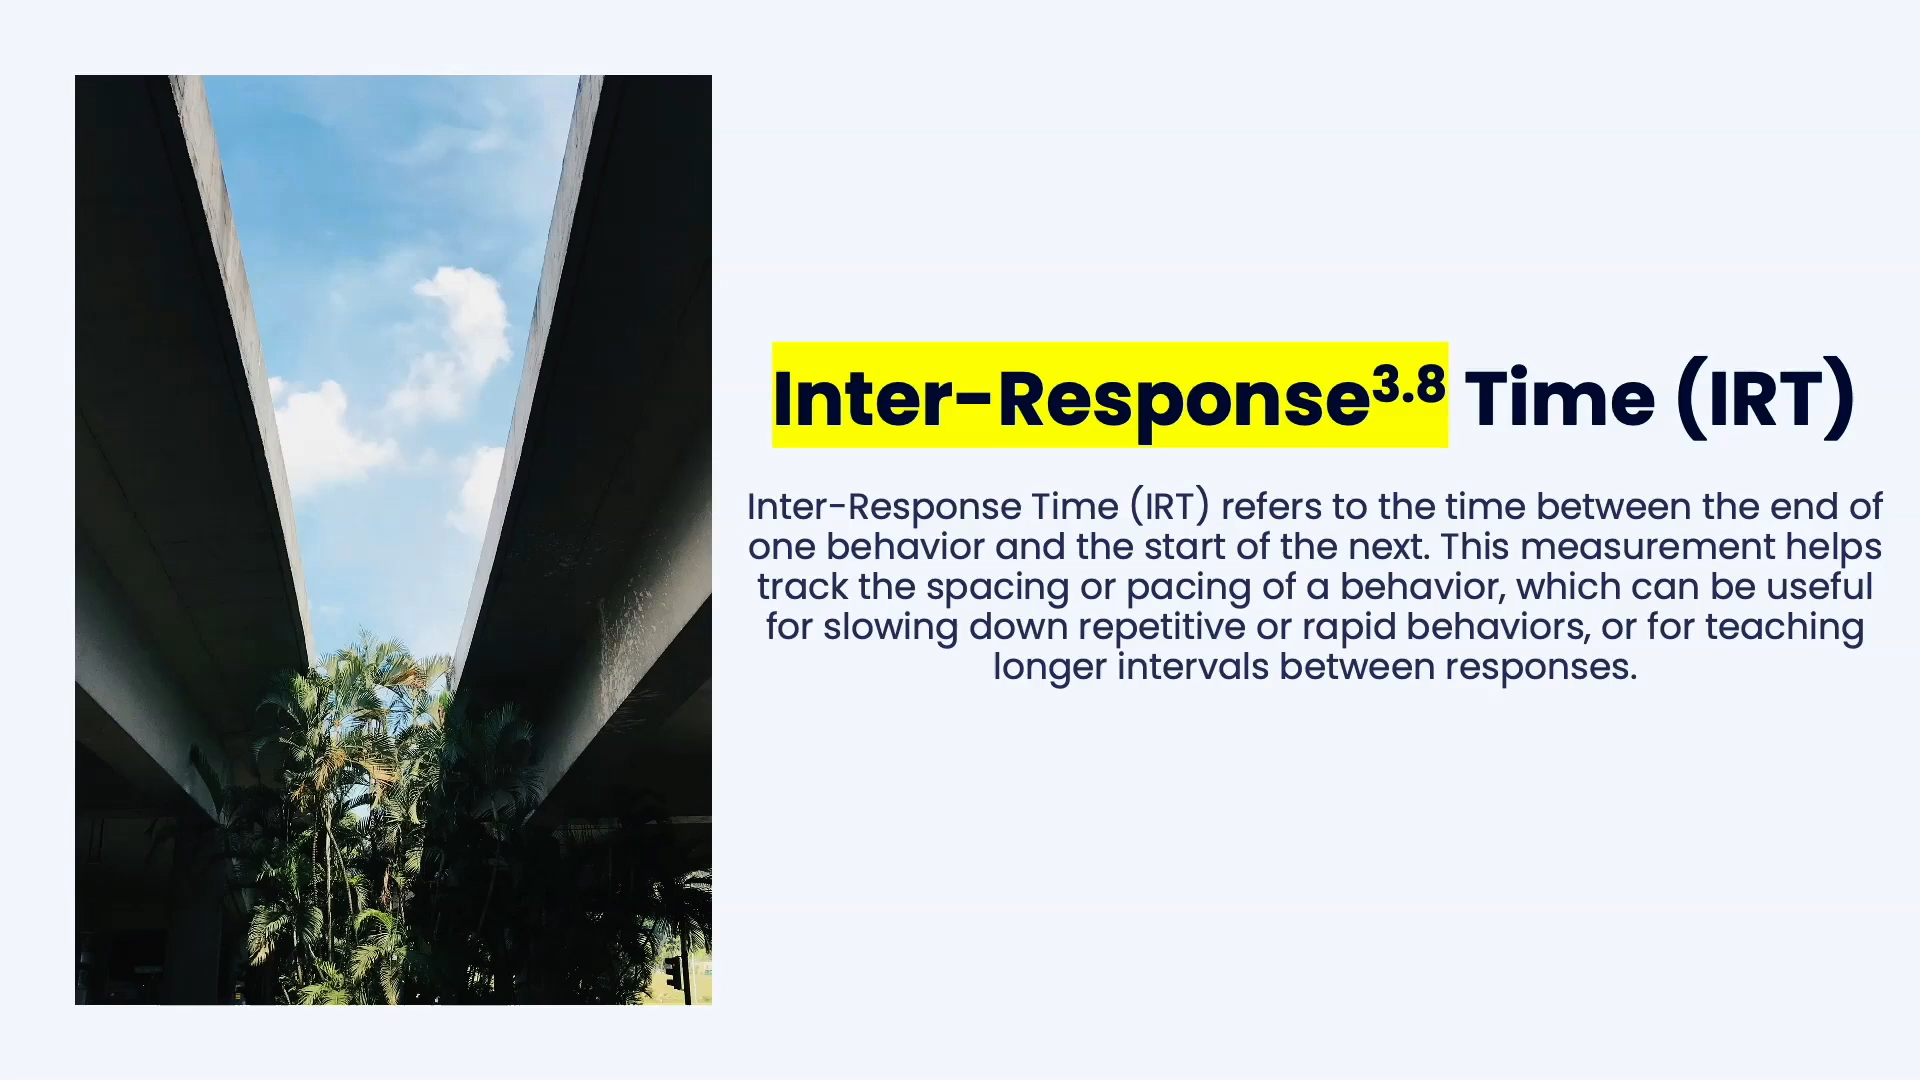 Inter-Response³·⁸ Time (IRT)
Inter-Response Time (IRT) refers to the time between the end of
one behavior and the start of the next. This measurement helps
track the spacing or pacing of a behavior, which can be useful
for slowing down repetitive or rapid behaviors, or for teaching
longer intervals between responses.